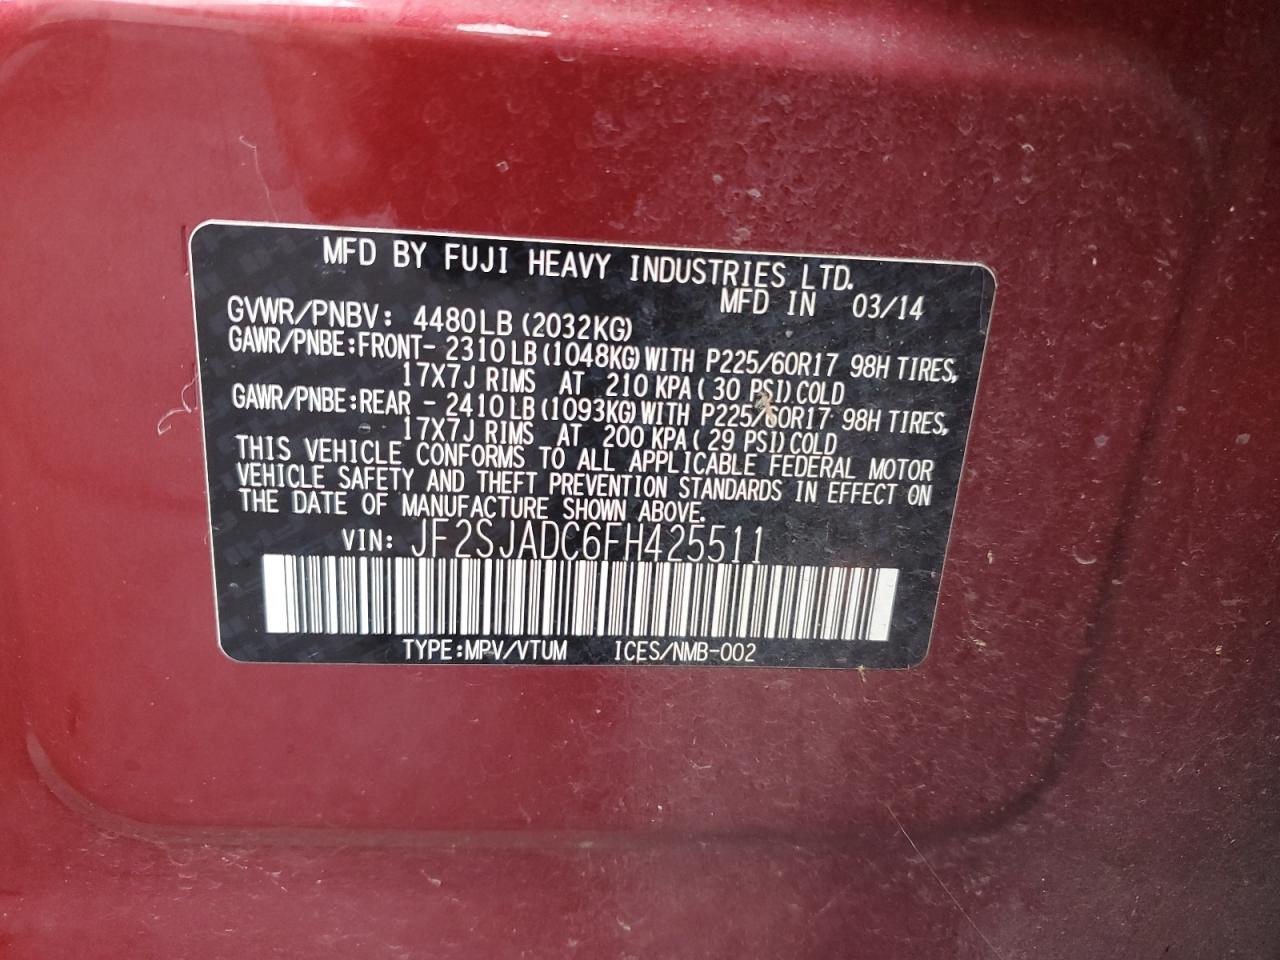 MFD BY FUJI HEAVY INDUSTRIES LTD.
MFD IN 03/14
GVWR/PNBV: 4480LB (2032KG)
GAWR/PNBE:FRONT- 2310LB(1048KG)WITH P225/60R17 98H TIRES,
17X7J RIMS AT 210 KPA( 30 PSI)COLD
GAWR/PNBE:REAR - 2410LB(1093KG)WITH P225/60R17 98H TIRES,
17X7J RIMS AT 200 KPA( 29 PSI)COLD
THIS VEHICLE CONFORMS TO ALL APPLICABLE FEDERAL MOTOR
VEHICLE SAFETY AND THEFT PREVENTION STANDARDS IN EFFECT ON
THE DATE OF MANUFACTURE SHOWN ABOVE.
VIN: JF2SJADC6FH425511
TYPE:MPV/VTUM ICES/NMB-002